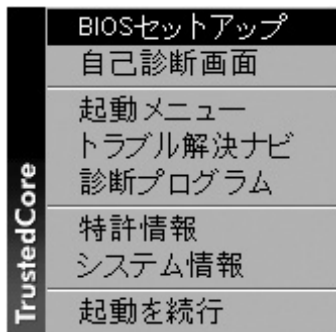 BIOSセットアップ
自己診断画面
起動メニュー
トラブル解決ナビ
診断プログラム
特許情報
システム情報
起動を続行
TrustedCore